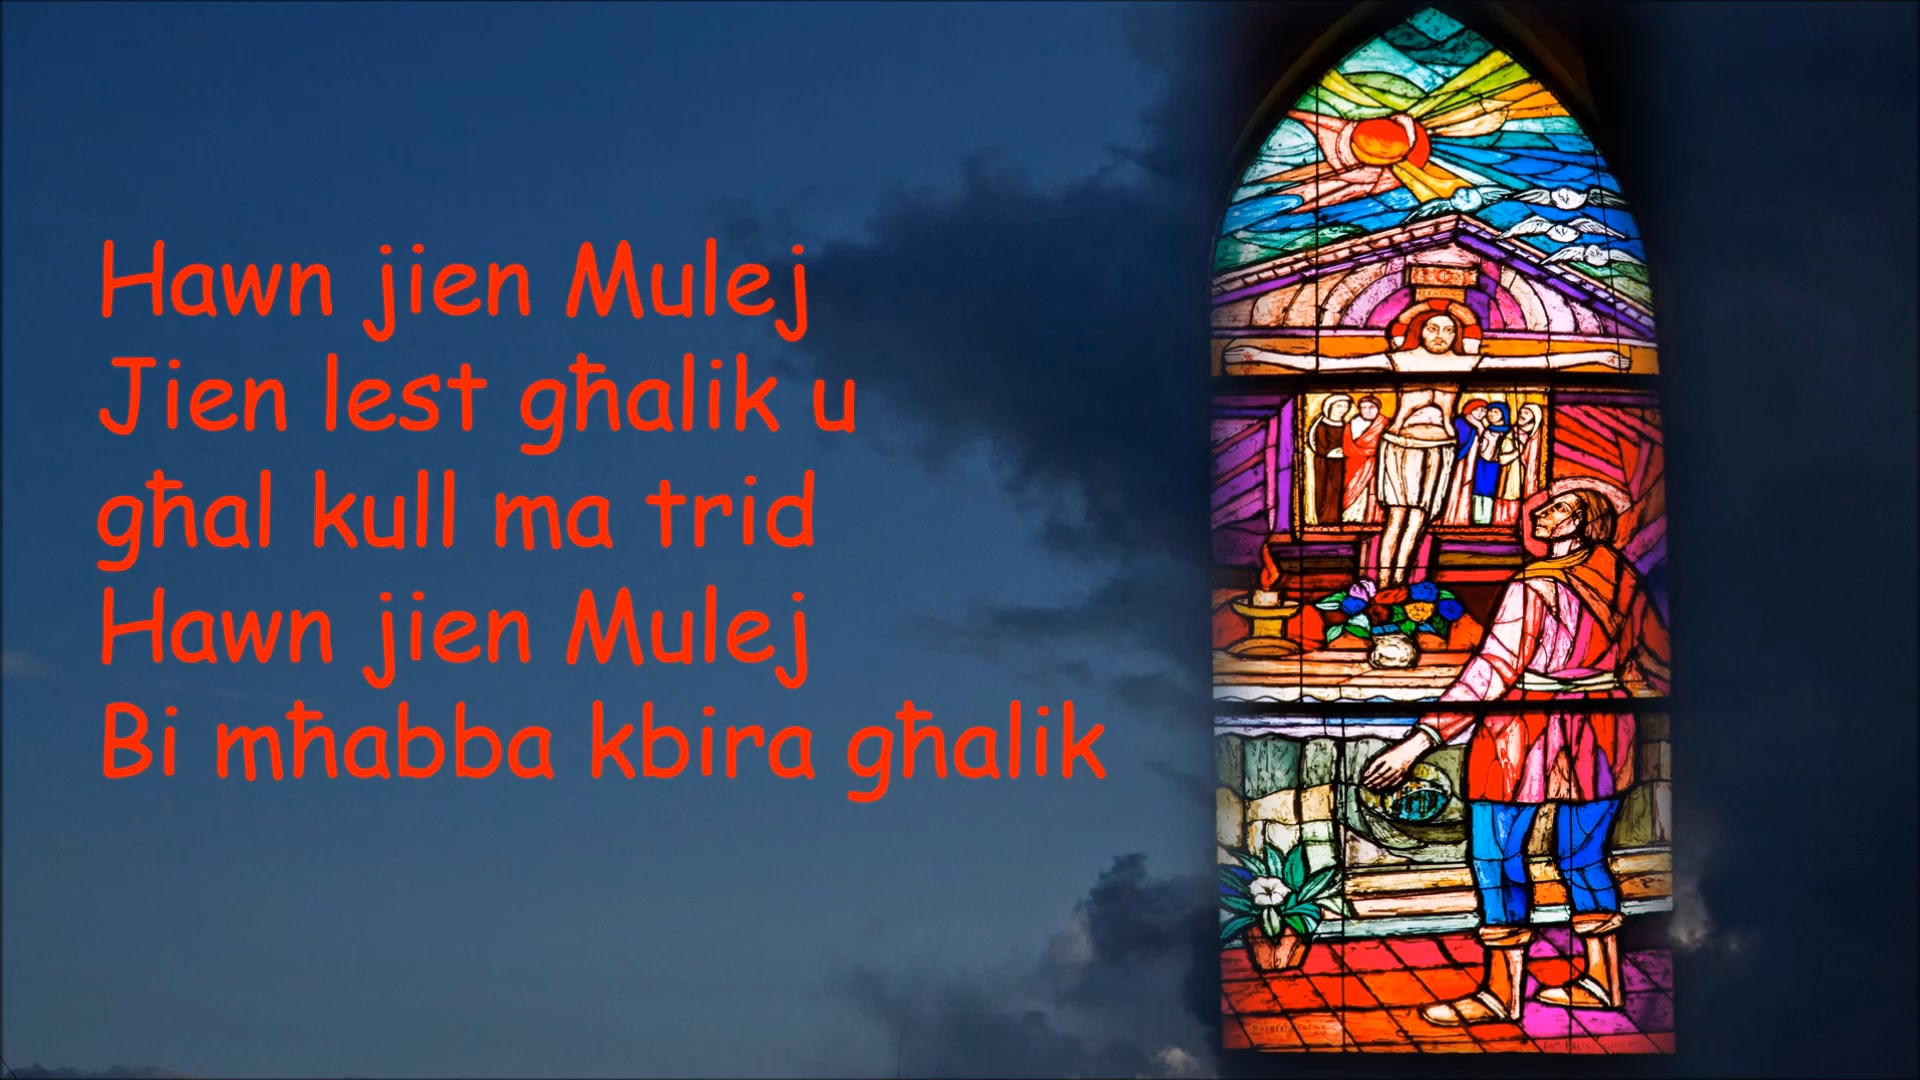 Hawn jien Mulej
Jien lest għalik u
għal kull ma trid
Hawn jien Mulej
Bi mħabba kbira għalik